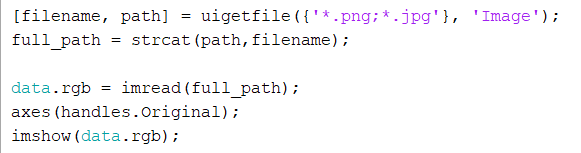 [filename, path] = uigetfile({'*.png;*.jpg'}, 'Image');
full_path = strcat(path,filename);
data.rgb = imread(full_path);
axes(handles.Original);
imshow(data.rgb);